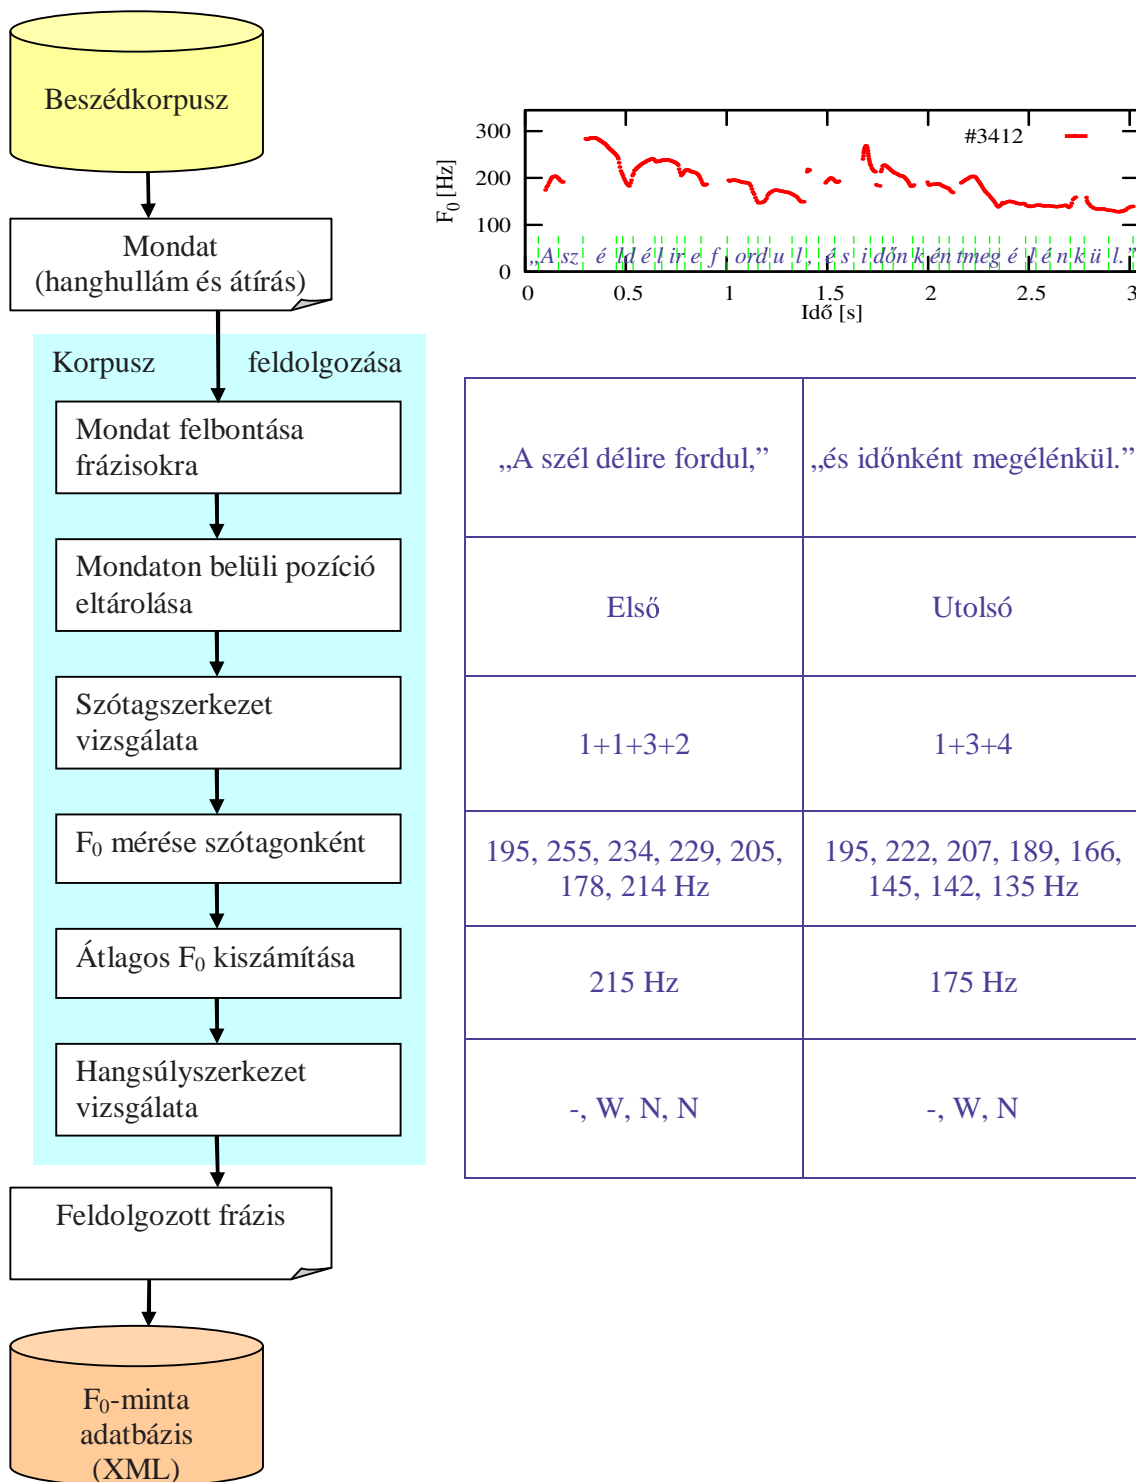 Beszédkorpusz
Mondat
(hanghullám és átírás)
Korpusz feldolgozása
Mondat felbontása
frázisokra
Mondaton belüli pozíció
eltárolása
Szótagszerkezet
vizsgálata
F₀ mérése szótagonként
Átlagos F₀ kiszámítása
Hangsúlyszerkezet
vizsgálata
Feldolgozott frázis
F₀-minta
adatbázis
(XML)
F₀ [Hz]
300
200
100
0
#3412
„A sz é l d é l i r e f o r d u l , é s i d ő n k é n t m e g é l é n k ü l .”
0 0.5 1 1.5 2 2.5 3
Idő [s]
„A szél délire fordul,” „és időnként megélénkül.”
Első Utolsó
1+1+3+2 1+3+4
195, 255, 234, 229, 205, 195, 222, 207, 189, 166,
178, 214 Hz 145, 142, 135 Hz
215 Hz 175 Hz
-, W, N, N -, W, N